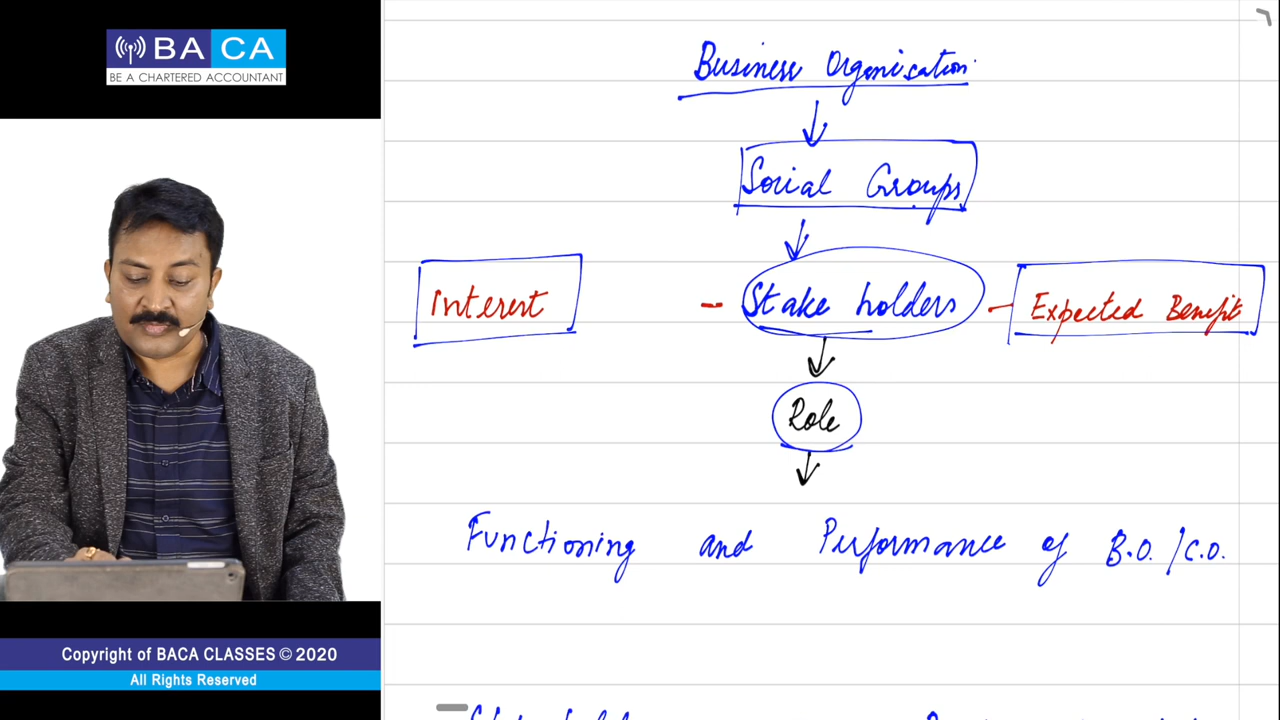 BACA
BE A CHARTERED ACCOUNTANT
Business Organisation
Social Groups
Interest - Stake holders - Expected Benefit
Role
Functioning and Performance of B.O./C.O.
Copyright of BACA CLASSES © 2020
All Rights Reserved